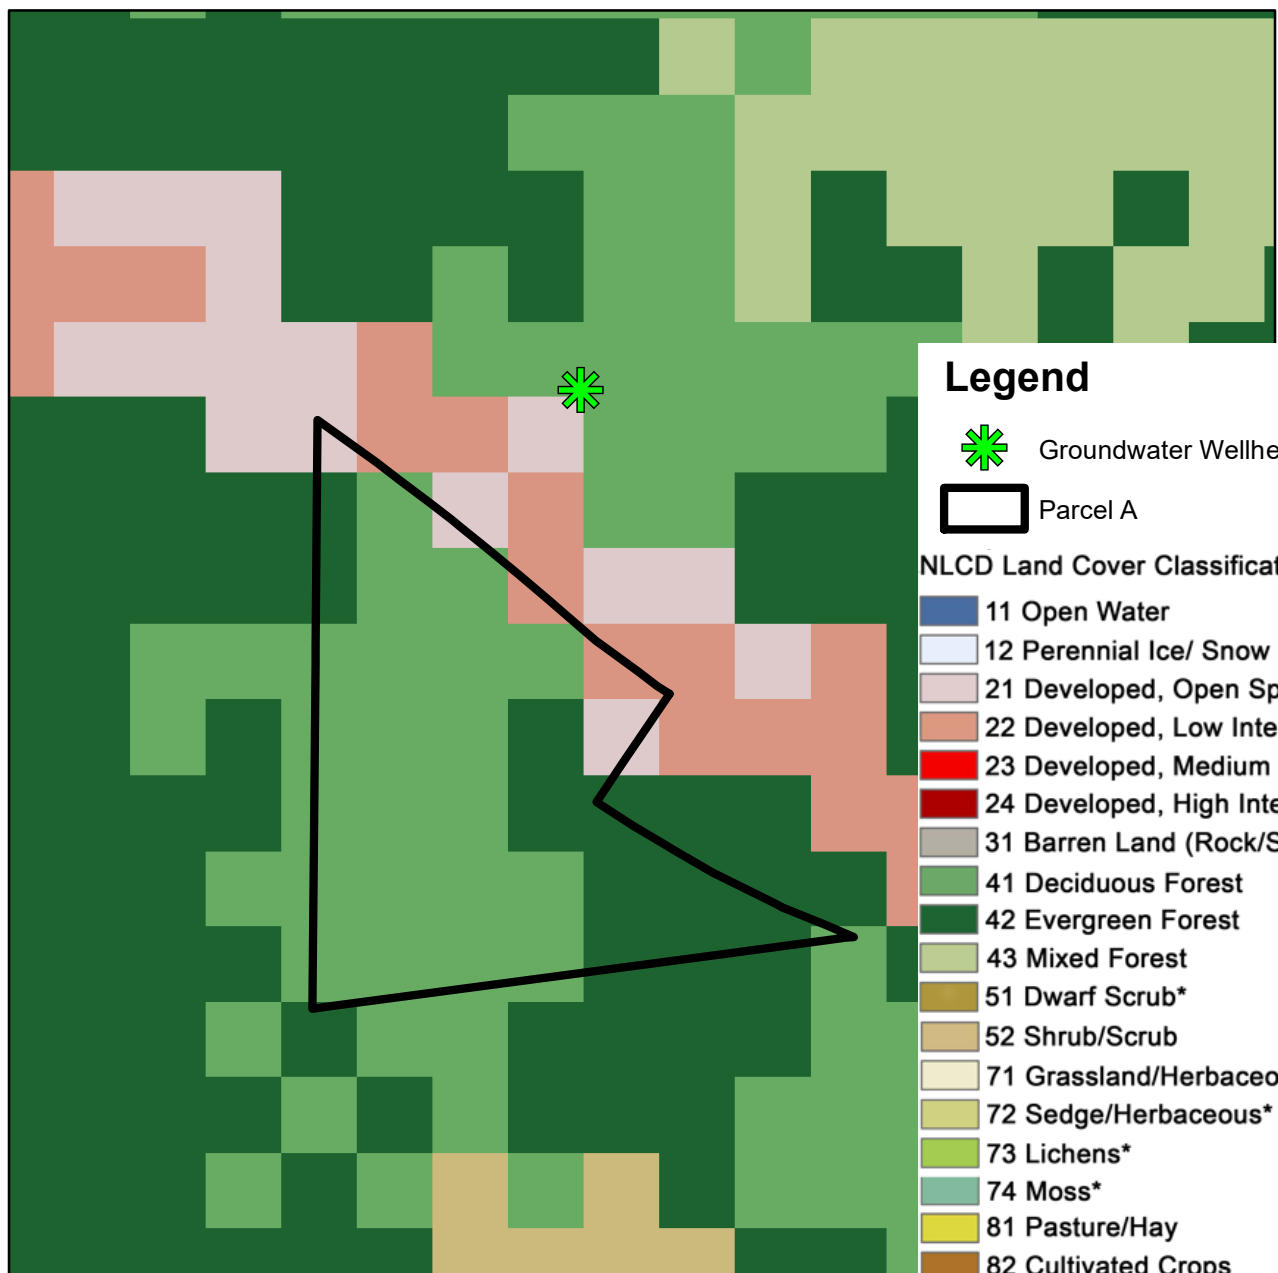 Legend
Groundwater Wellhe
Parcel A
NLCD Land Cover Classificat
11 Open Water
12 Perennial Ice/ Snow
21 Developed, Open Sp
22 Developed, Low Inte
23 Developed, Medium
24 Developed, High Inte
31 Barren Land (Rock/S
41 Deciduous Forest
42 Evergreen Forest
43 Mixed Forest
51 Dwarf Scrub*
52 Shrub/Scrub
71 Grassland/Herbaceo
72 Sedge/Herbaceous*
73 Lichens*
74 Moss*
81 Pasture/Hay
82 Cultivated Crops